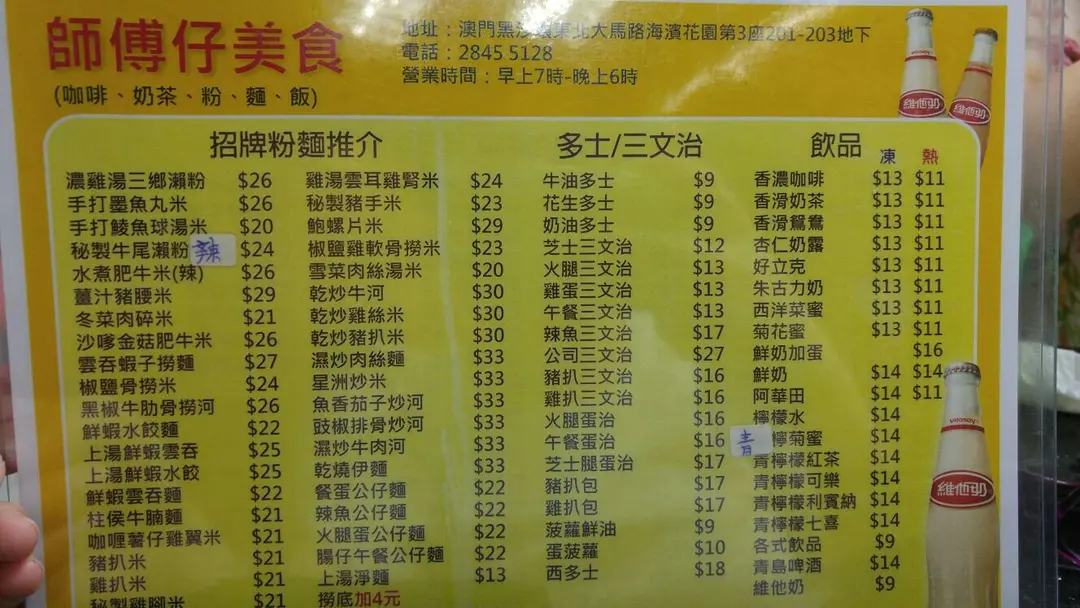 師傅仔美食
(咖啡、奶茶、粉、麵、飯)
地址：澳門黑沙環東北大馬路海濱花園第3座201-203地下
電話：2845 5128
營業時間：早上7時-晚上6時
招牌粉麵推介
濃雞湯三鄉瀨粉 $26
手打墨魚丸米 $26
手打鯪魚球湯米 $20
秘製牛尾瀨粉 辣 $24
水煮肥牛米(辣) $26
薑汁豬腰米 $29
冬菜肉碎米 $21
沙嗲金菇肥牛米 $26
雲吞蝦子撈麵 $27
椒鹽骨撈米 $24
黑椒牛肋骨撈河 $26
鮮蝦水餃麵 $22
上湯鮮蝦雲吞 $25
上湯鮮蝦水餃 $25
鮮蝦雲吞麵 $22
柱侯牛腩麵 $21
咖喱薯仔雞翼米 $21
豬扒米 $21
雞扒米 $21
秘製雞腳米 $21
雞湯雲耳雞腎米 $24
秘製豬手米 $23
鮑螺片米 $29
椒鹽雞軟骨撈米 $23
雪菜肉絲湯米 $20
乾炒牛河 $30
乾炒雞絲米 $30
乾炒豬扒米 $30
濕炒肉絲麵 $33
星洲炒米 $33
魚香茄子炒河 $33
豉椒排骨炒河 $33
濕炒牛肉河 $33
乾燒伊麵 $33
餐蛋公仔麵 $22
辣魚公仔麵 $22
火腿蛋公仔麵 $22
腸仔午餐公仔麵 $22
上湯淨麵 $13
撈底加4元
多士/三文治
牛油多士 $9
花生多士 $9
奶油多士 $9
芝士三文治 $12
火腿三文治 $13
雞蛋三文治 $13
午餐三文治 $13
辣魚三文治 $17
公司三文治 $27
豬扒三文治 $16
雞扒三文治 $16
火腿蛋治 $16
午餐蛋治 $16
芝士腿蛋治 $17
豬扒包 $17
雞扒包 $17
菠蘿鮮油 $9
蛋菠蘿 $10
西多士 $18
飲品 凍 熱
香濃咖啡 $13 $11
香滑奶茶 $13 $11
香滑鴛鴦 $13 $11
杏仁奶露 $13 $11
好立克 $13 $11
朱古力奶 $13 $11
西洋菜蜜 $13 $11
菊花蜜 $13 $11
鮮奶加蛋 $16
鮮奶 $14 $14
阿華田 $14 $11
檸檬水 $14
青檸菊蜜 $14
青檸檬紅茶 $14
青檸檬可樂 $14
青檸檬利賓納 $14
青檸檬七喜 $14
各式飲品 $9
青島啤酒 $14
維他奶 $9
維他奶
維他奶
VITASOY
維他奶